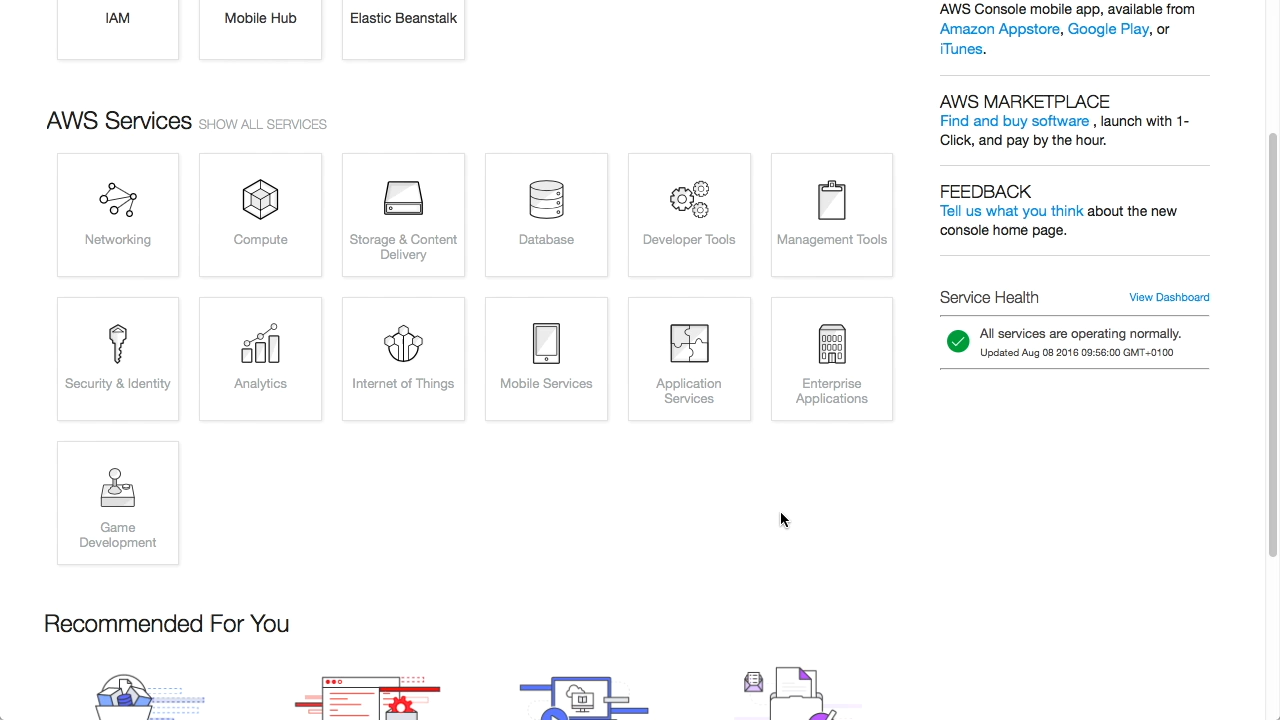 IAM
Mobile Hub
Elastic Beanstalk
AWS Services SHOW ALL SERVICES
Networking
Compute
Storage & Content
Delivery
Database
Developer Tools
Management Tools
Security & Identity
Analytics
Internet of Things
Mobile Services
Application
Services
Enterprise
Applications
Game
Development
Recommended For You
AWS Console mobile app, available from
Amazon Appstore, Google Play, or
iTunes.
AWS MARKETPLACE
Find and buy software , launch with 1-
Click, and pay by the hour.
FEEDBACK
Tell us what you think about the new
console home page.
Service Health
View Dashboard
All services are operating normally.
Updated Aug 08 2016 09:56:00 GMT+0100